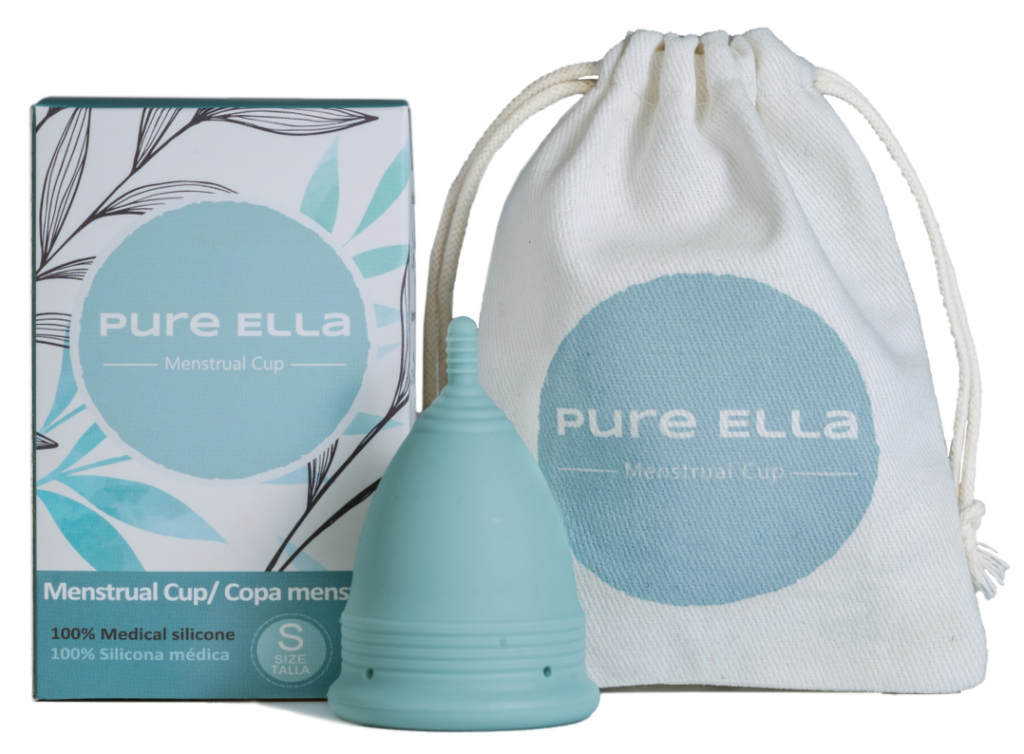 Pure ELLa
Menstrual Cup
Menstrual Cup/ Copa
100% Medical silicone
100% Silicona médica
S
SIZE
TALLA
Pure ELLa
Menstrual Cup